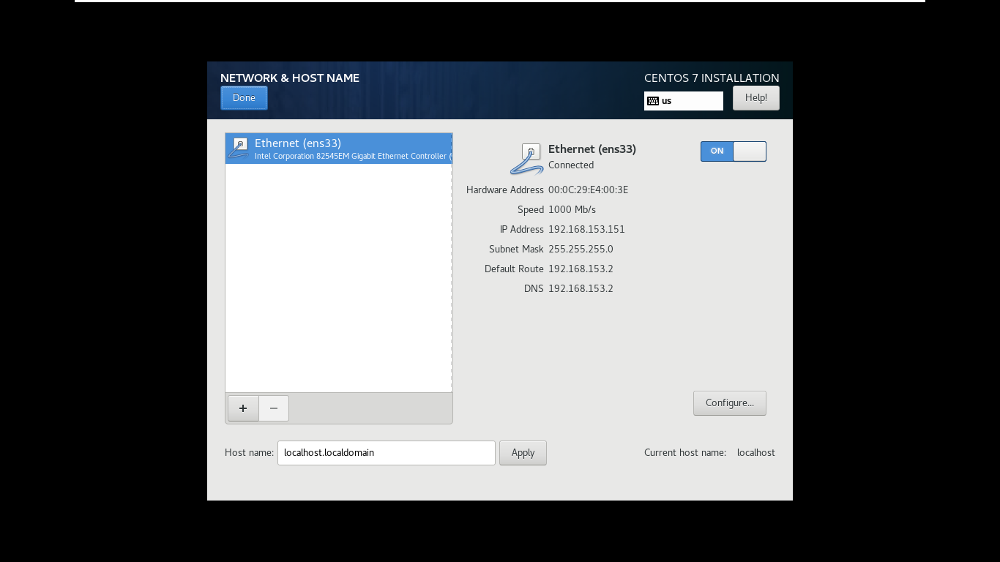 NETWORK & HOST NAME
CENTOS 7 INSTALLATION
Done
us
Help!
Ethernet (ens33)
Intel Corporation 82545EM Gigabit Ethernet Controller (
Ethernet (ens33)
Connected
ON
Hardware Address 00:0C:29:E4:00:3E
Speed 1000 Mb/s
IP Address 192.168.153.151
Subnet Mask 255.255.255.0
Default Route 192.168.153.2
DNS 192.168.153.2
+ −
Configure...
Host name: localhost.localdomain Apply Current host name: localhost